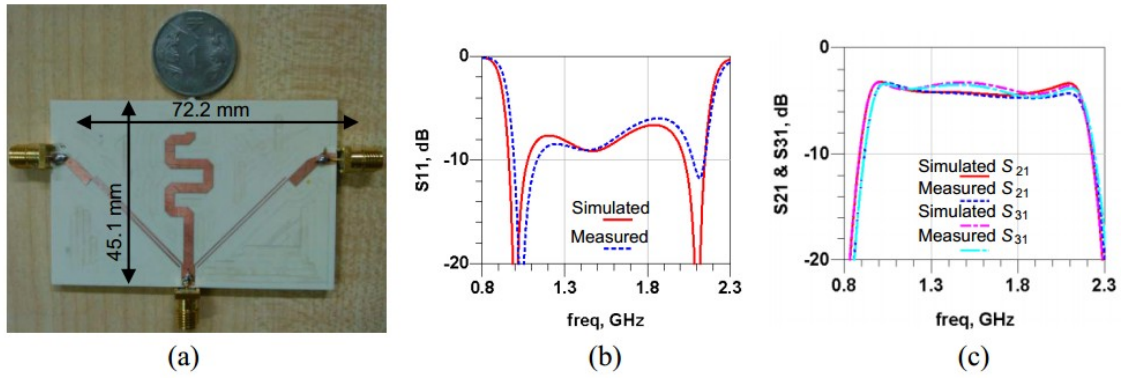 72.2 mm
45.1 mm
(a)
-0
-10
-20
S11, dB
Simulated
Measured
0.8 1.3 1.8 2.3
freq, GHz
(b)
0
-10
-20
S21 & S31, dB
Simulated S21
Measured S21
Simulated S31
Measured S31
0.8 1.3 1.8 2.3
freq, GHz
(c)